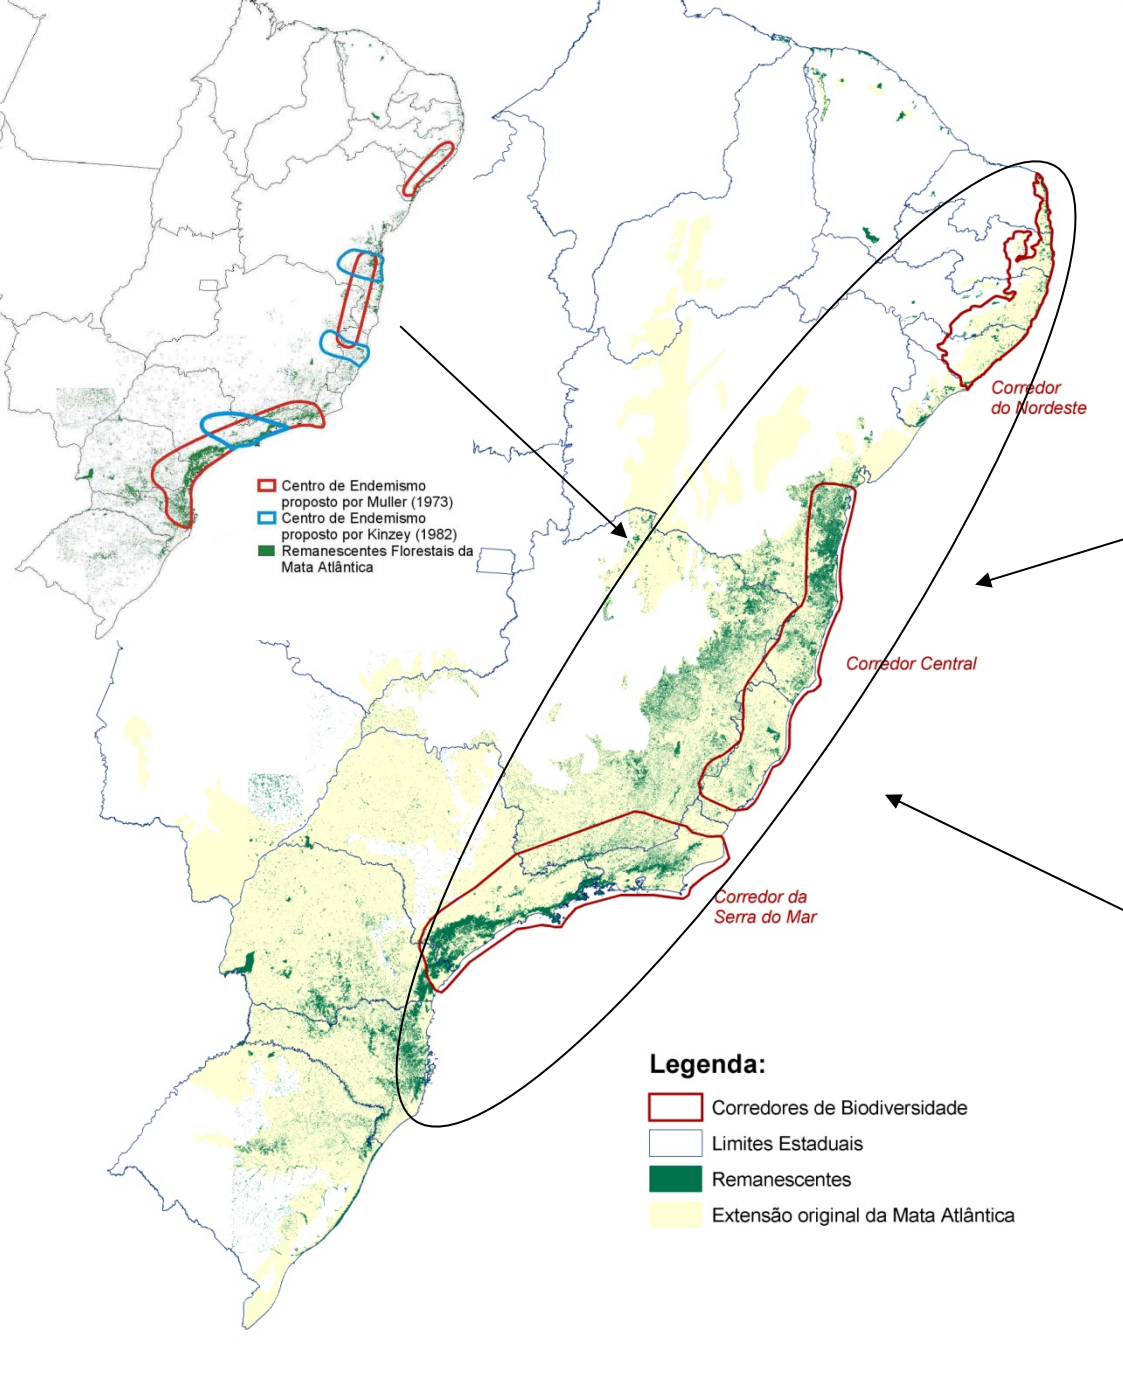 Centro de Endemismo
proposto por Muller (1973)
Centro de Endemismo
proposto por Kinzey (1982)
Remanescentes Florestais da
Mata Atlântica
Corredor
do Nordeste
Corredor Central
Corredor da
Serra do Mar
Legenda:
Corredores de Biodiversidade
Limites Estaduais
Remanescentes
Extensão original da Mata Atlântica